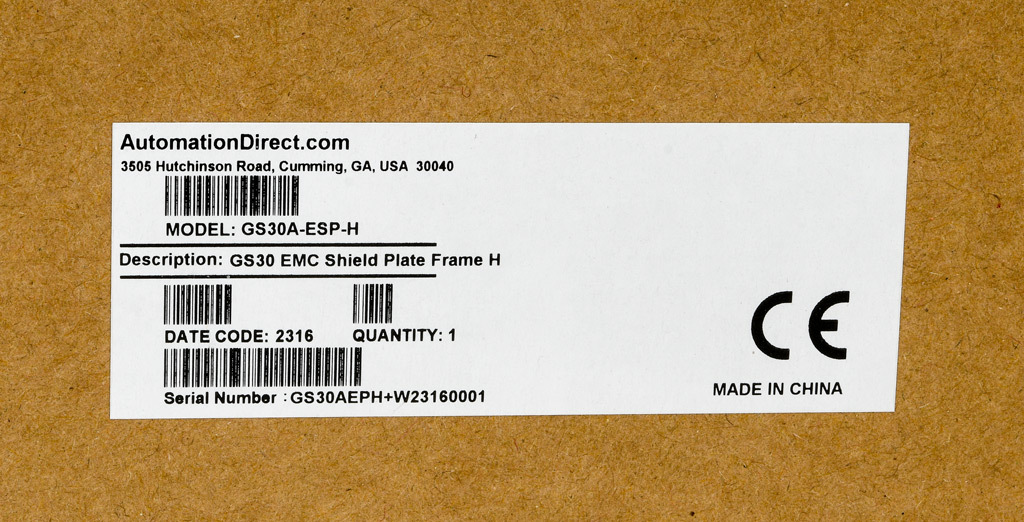 AutomationDirect.com
3505 Hutchinson Road, Cumming, GA, USA 30040
MODEL: GS30A-ESP-H
Description: GS30 EMC Shield Plate Frame H
DATE CODE: 2316 QUANTITY: 1
Serial Number : GS30AEPH+W23160001
CE
MADE IN CHINA